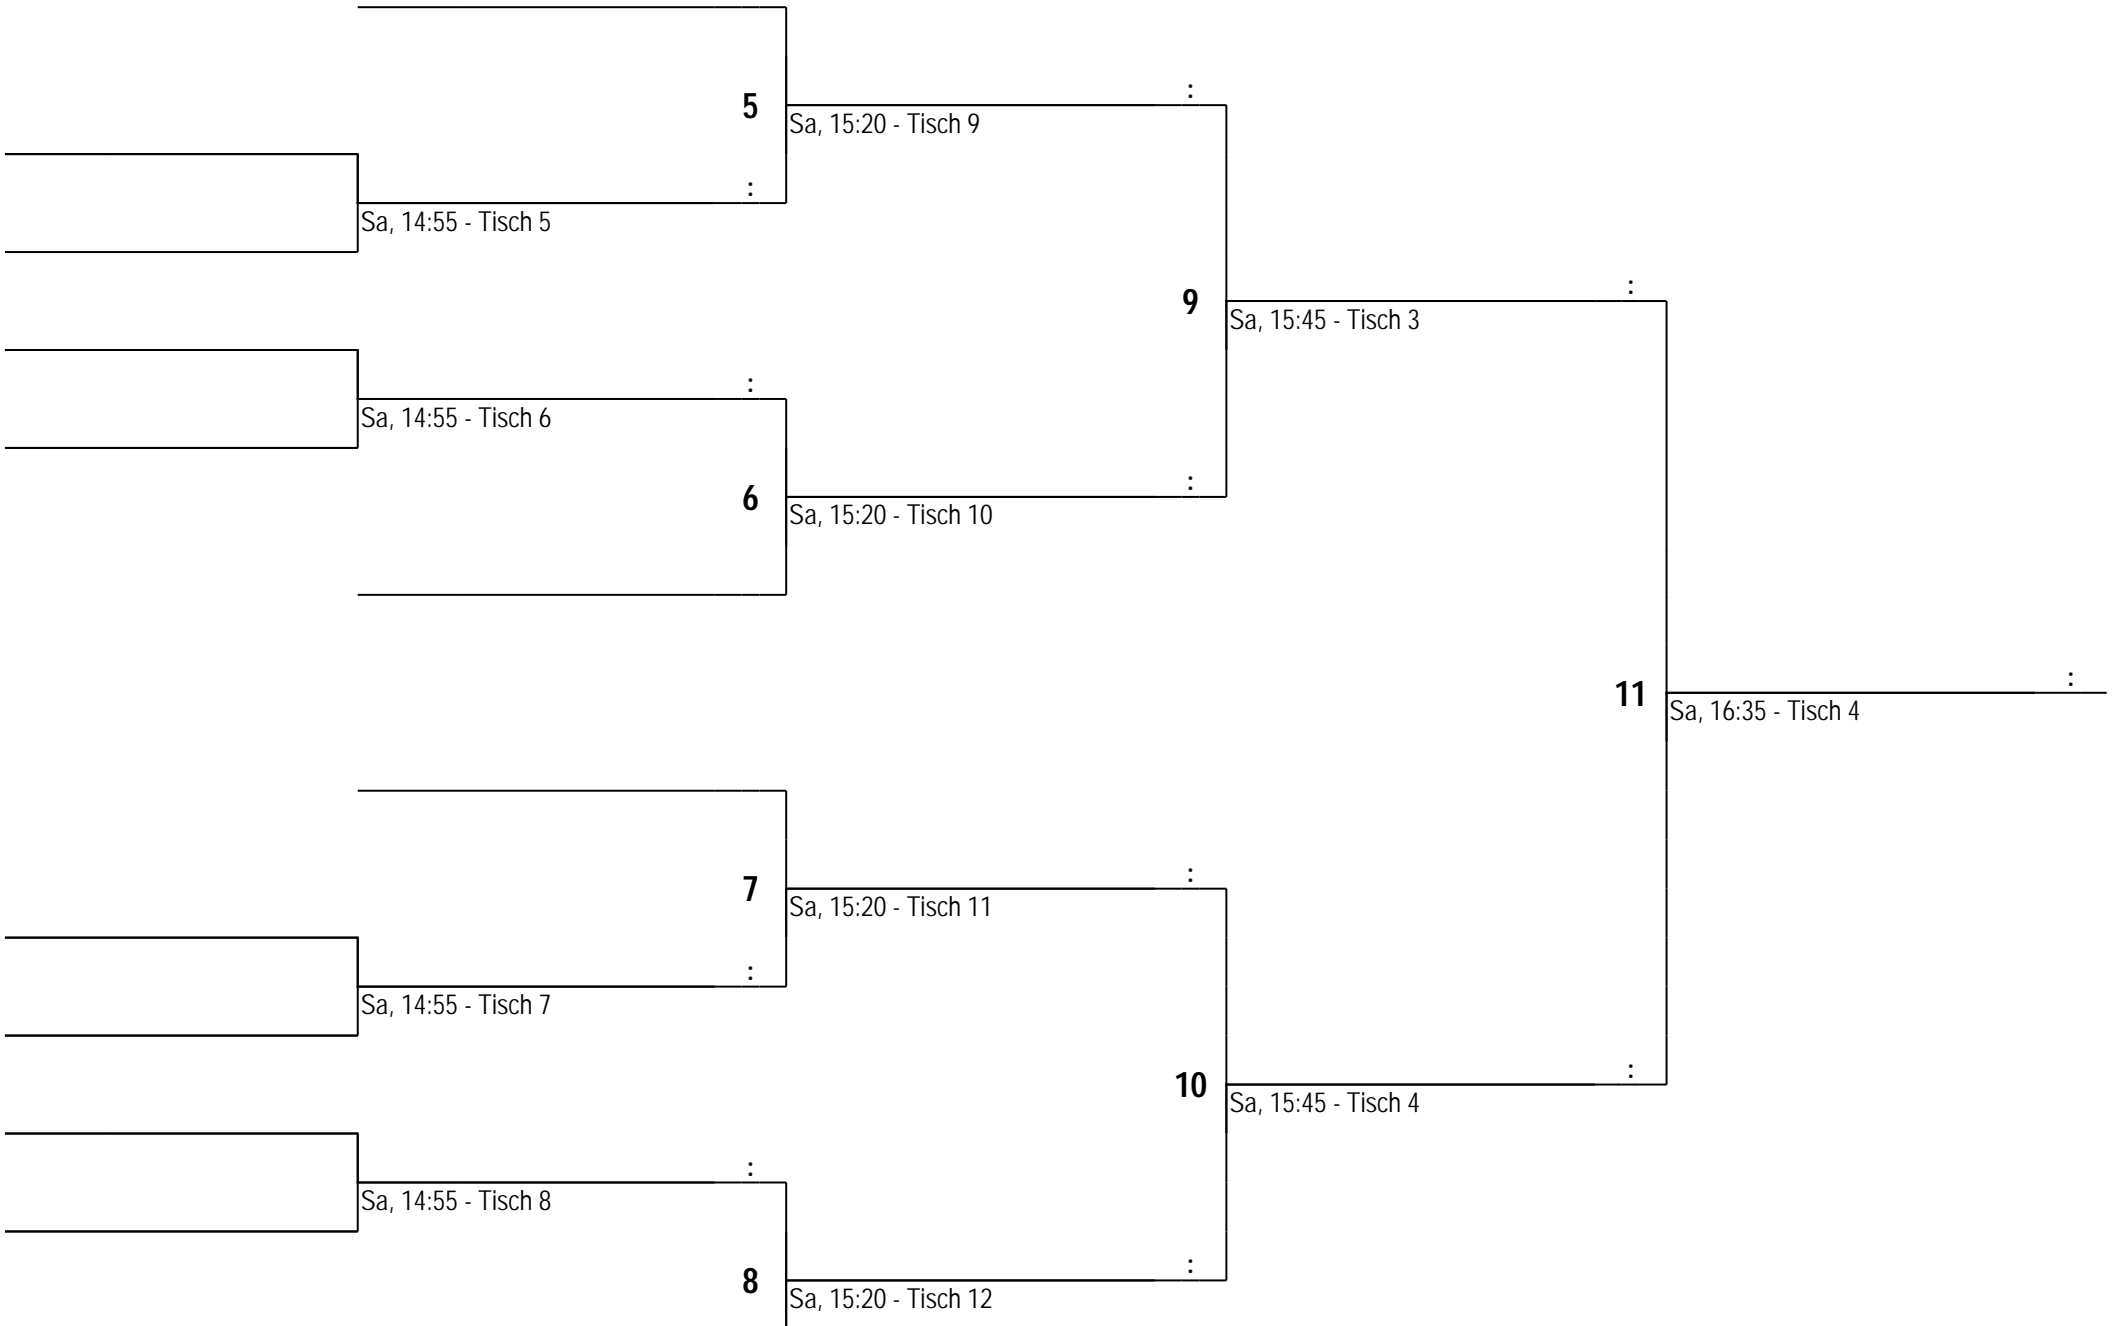 :
5
Sa, 15:20 - Tisch 9
:
Sa, 14:55 - Tisch 5
:
9
Sa, 15:45 - Tisch 3
:
Sa, 14:55 - Tisch 6
:
6
Sa, 15:20 - Tisch 10
:
11
Sa, 16:35 - Tisch 4
:
7
Sa, 15:20 - Tisch 11
:
Sa, 14:55 - Tisch 7
:
10
Sa, 15:45 - Tisch 4
:
Sa, 14:55 - Tisch 8
:
8
Sa, 15:20 - Tisch 12